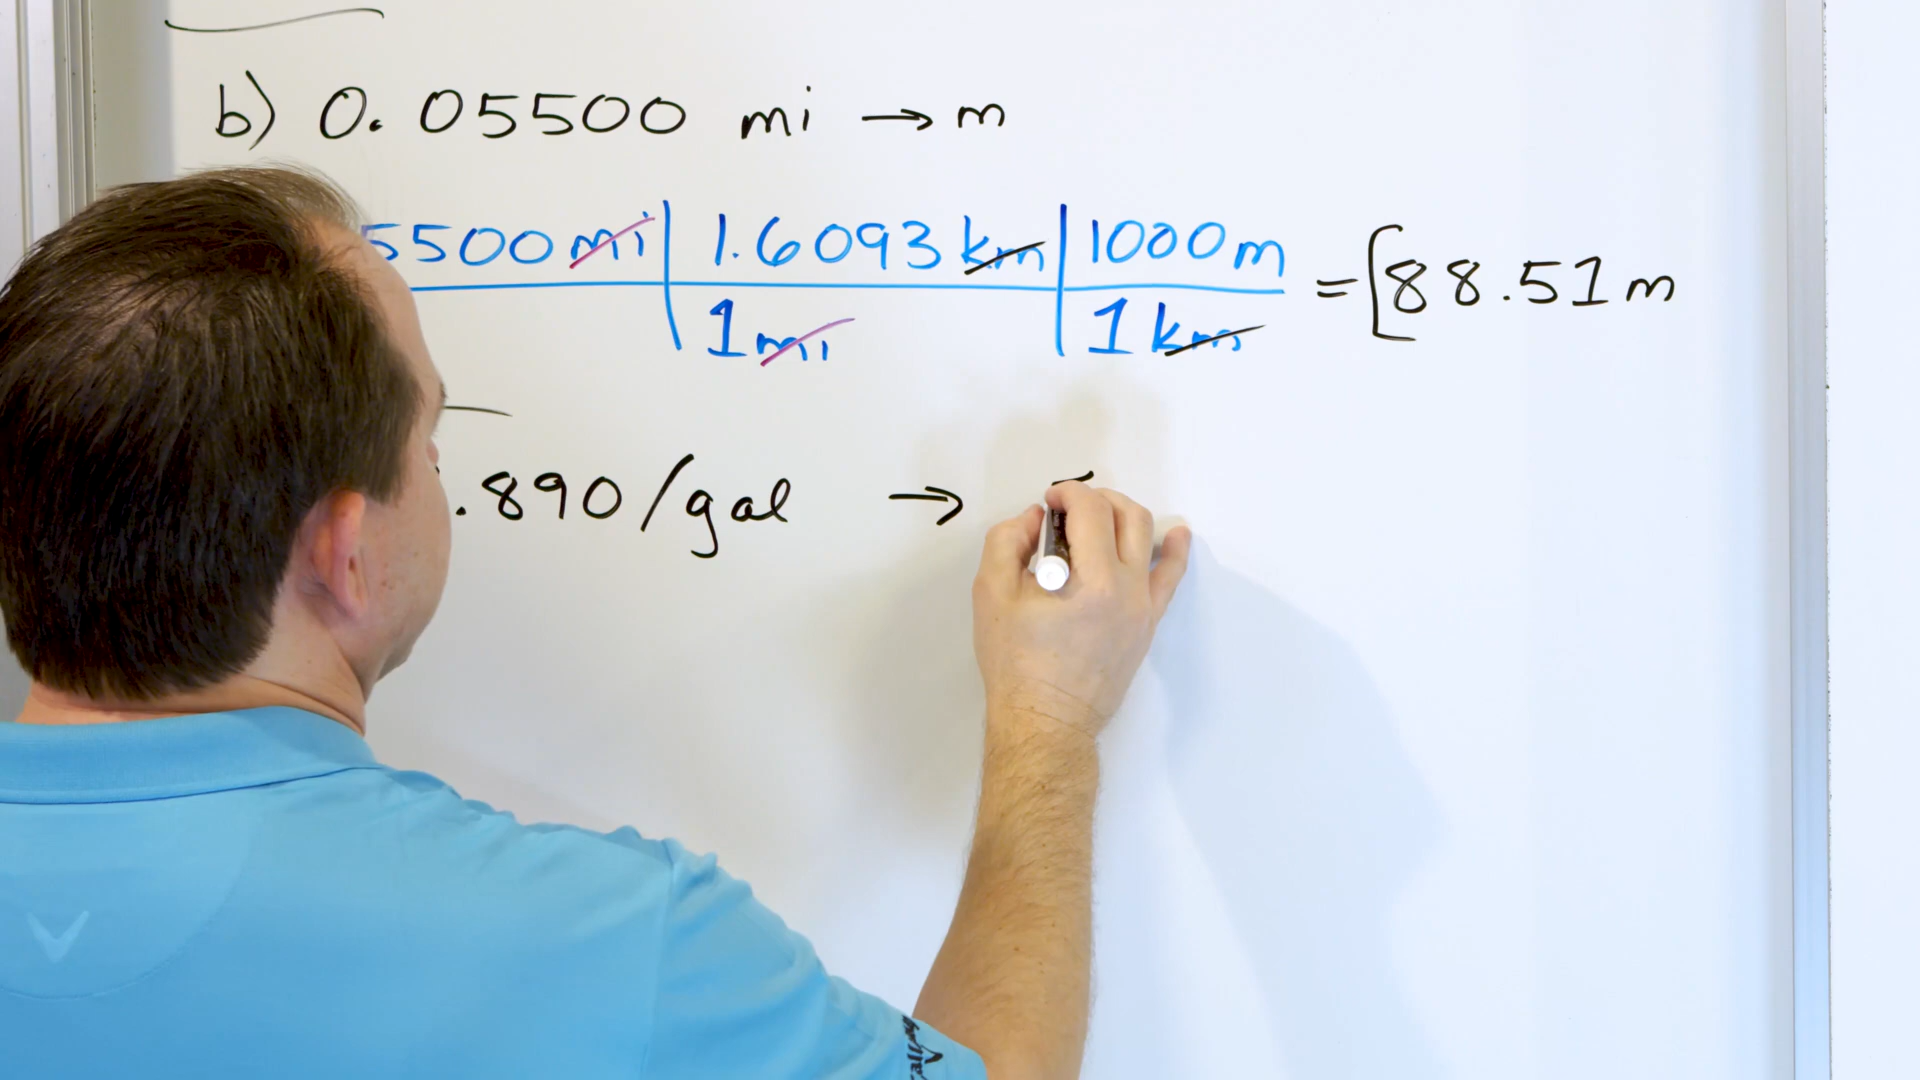 b) 0.05500 mi → m
5500 mi | 1.6093 km | 1000 m = [88.51 m
1 mi | 1 km
.890/gal →